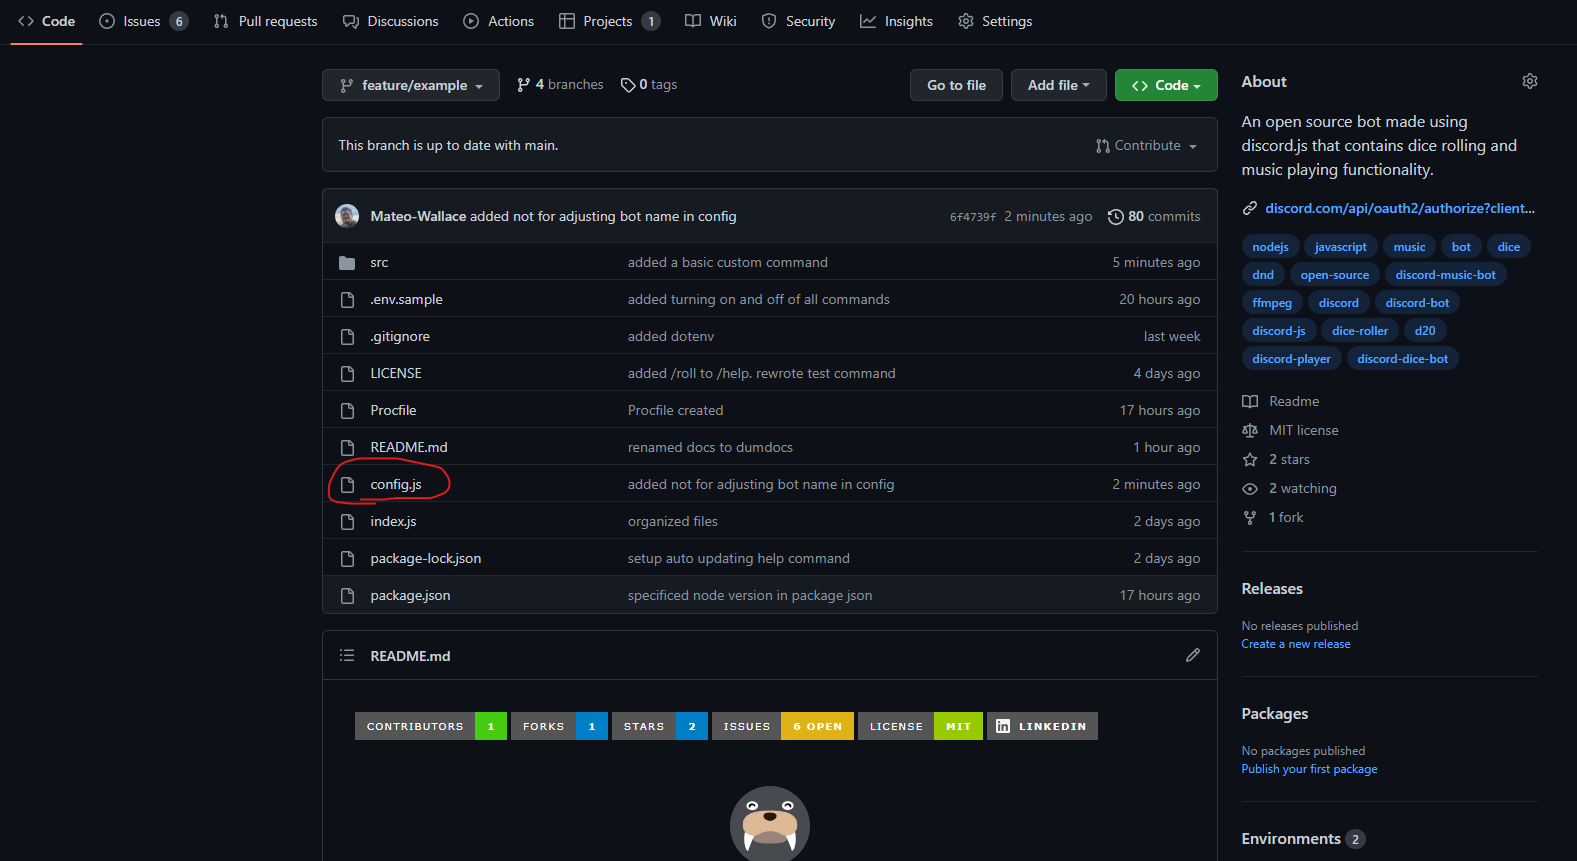 Code Issues 6 Pull requests Discussions Actions Projects 1 Wiki Security Insights Settings
feature/example 4 branches 0 tags Go to file Add file Code
This branch is up to date with main. Contribute
Mateo-Wallace added not for adjusting bot name in config 6f4739f 2 minutes ago 80 commits
src added a basic custom command 5 minutes ago
.env.sample added turning on and off of all commands 20 hours ago
.gitignore added dotenv last week
LICENSE added /roll to /help. rewrote test command 4 days ago
Procfile Procfile created 17 hours ago
README.md renamed docs to dumdocs 1 hour ago
config.js added not for adjusting bot name in config 2 minutes ago
index.js organized files 2 days ago
package-lock.json setup auto updating help command 2 days ago
package.json specificed node version in package json 17 hours ago
README.md
CONTRIBUTORS 1 FORKS 1 STARS 2 ISSUES 6 OPEN LICENSE MIT in LINKEDIN
About
An open source bot made using
discord.js that contains dice rolling and
music playing functionality.
discord.com/api/oauth2/authorize?client...
nodejs javascript music bot dice
dnd open-source discord-music-bot
ffmpeg discord discord-bot
discord-js dice-roller d20
discord-player discord-dice-bot
Readme
MIT license
2 stars
2 watching
1 fork
Releases
No releases published
Create a new release
Packages
No packages published
Publish your first package
Environments 2